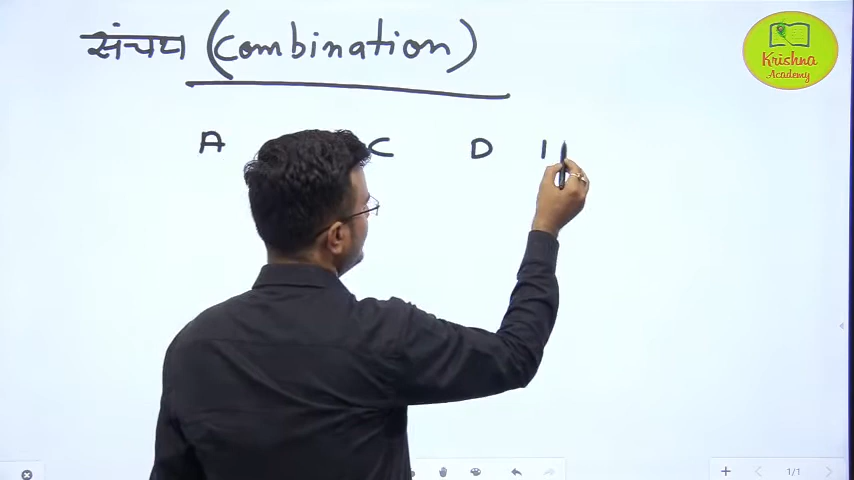 संचय (Combination)
A C D I
Krishna
Academy
1/1